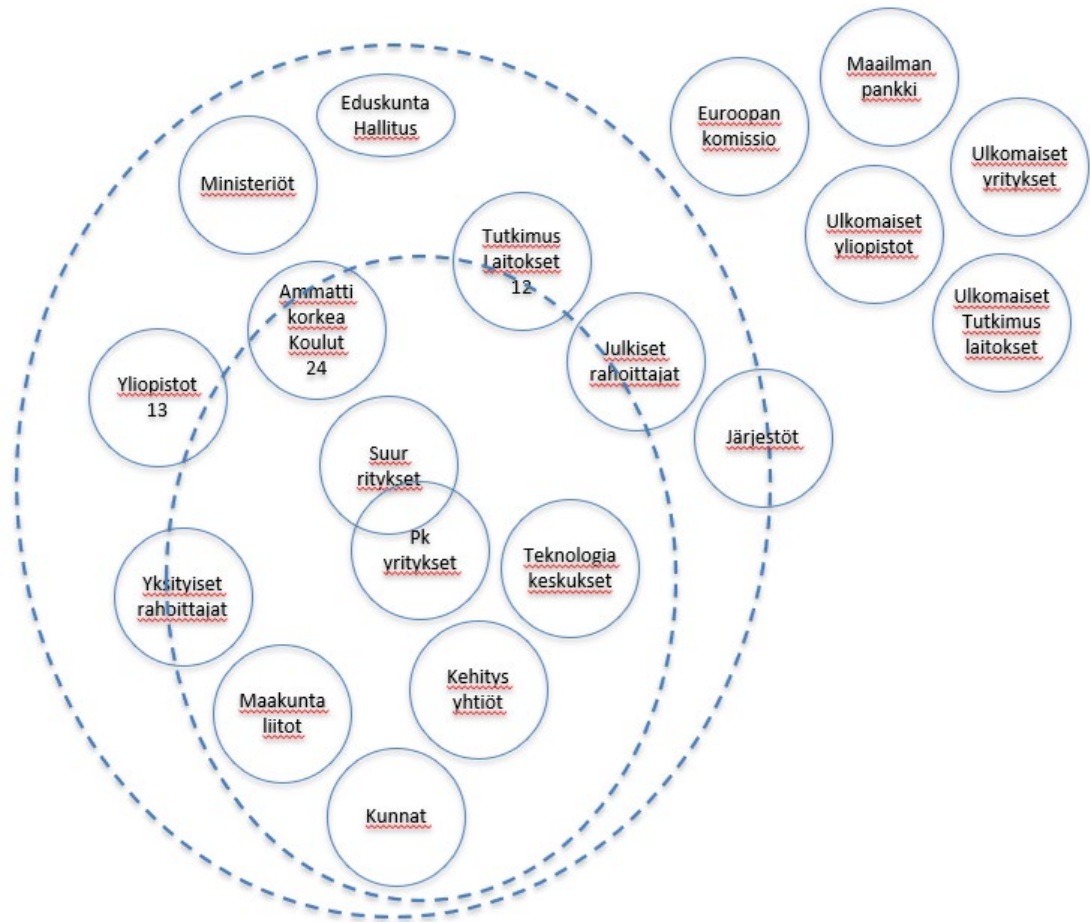 Eduskunta
Hallitus
Ministeriöt
Tutkimus
Laitokset
12
Ammatti
korkea
Koulut
24
Yliopistot
13
Julkiset
rahoittajat
Järjestöt
Suur
ritykset
Pk
yritykset
Teknologia
keskukset
Yksityiset
rahoittajat
Maakunta
liitot
Kehitys
yhtiöt
Kunnat
Euroopan
komissio
Maailman
pankki
Ulkomaiset
yritykset
Ulkomaiset
yliopistot
Ulkomaiset
Tutkimus
laitokset